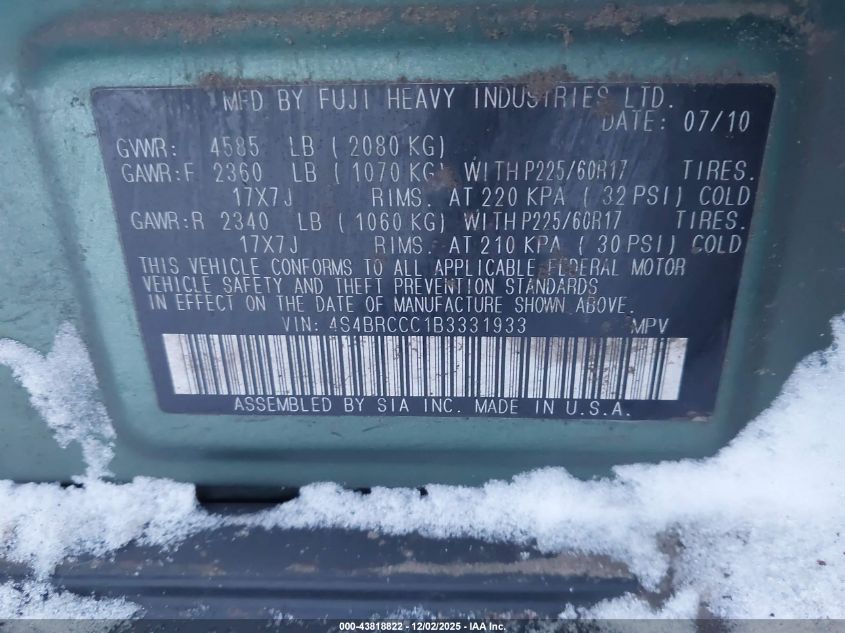 MFD BY FUJI HEAVY INDUSTRIES LTD.
DATE: 07/10
GVWR: 4585 LB ( 2080 KG)
GAWR:F 2360 LB ( 1070 KG) WITH P225/60R17 TIRES.
17X7J RIMS. AT 220 KPA ( 32 PSI) COLD
GAWR:R 2340 LB ( 1060 KG) WITH P225/60R17 TIRES.
17X7J RIMS. AT 210 KPA ( 30 PSI) COLD
THIS VEHICLE CONFORMS TO ALL APPLICABLE FEDERAL MOTOR
VEHICLE SAFETY AND THEFT PREVENTION STANDARDS
IN EFFECT ON THE DATE OF MANUFACTURE SHOWN ABOVE.
VIN: 4S4BRCCC1B3331933 MPV
ASSEMBLED BY SIA INC. MADE IN U.S.A.
000-43818822 - 12/02/2025 - IAA Inc.